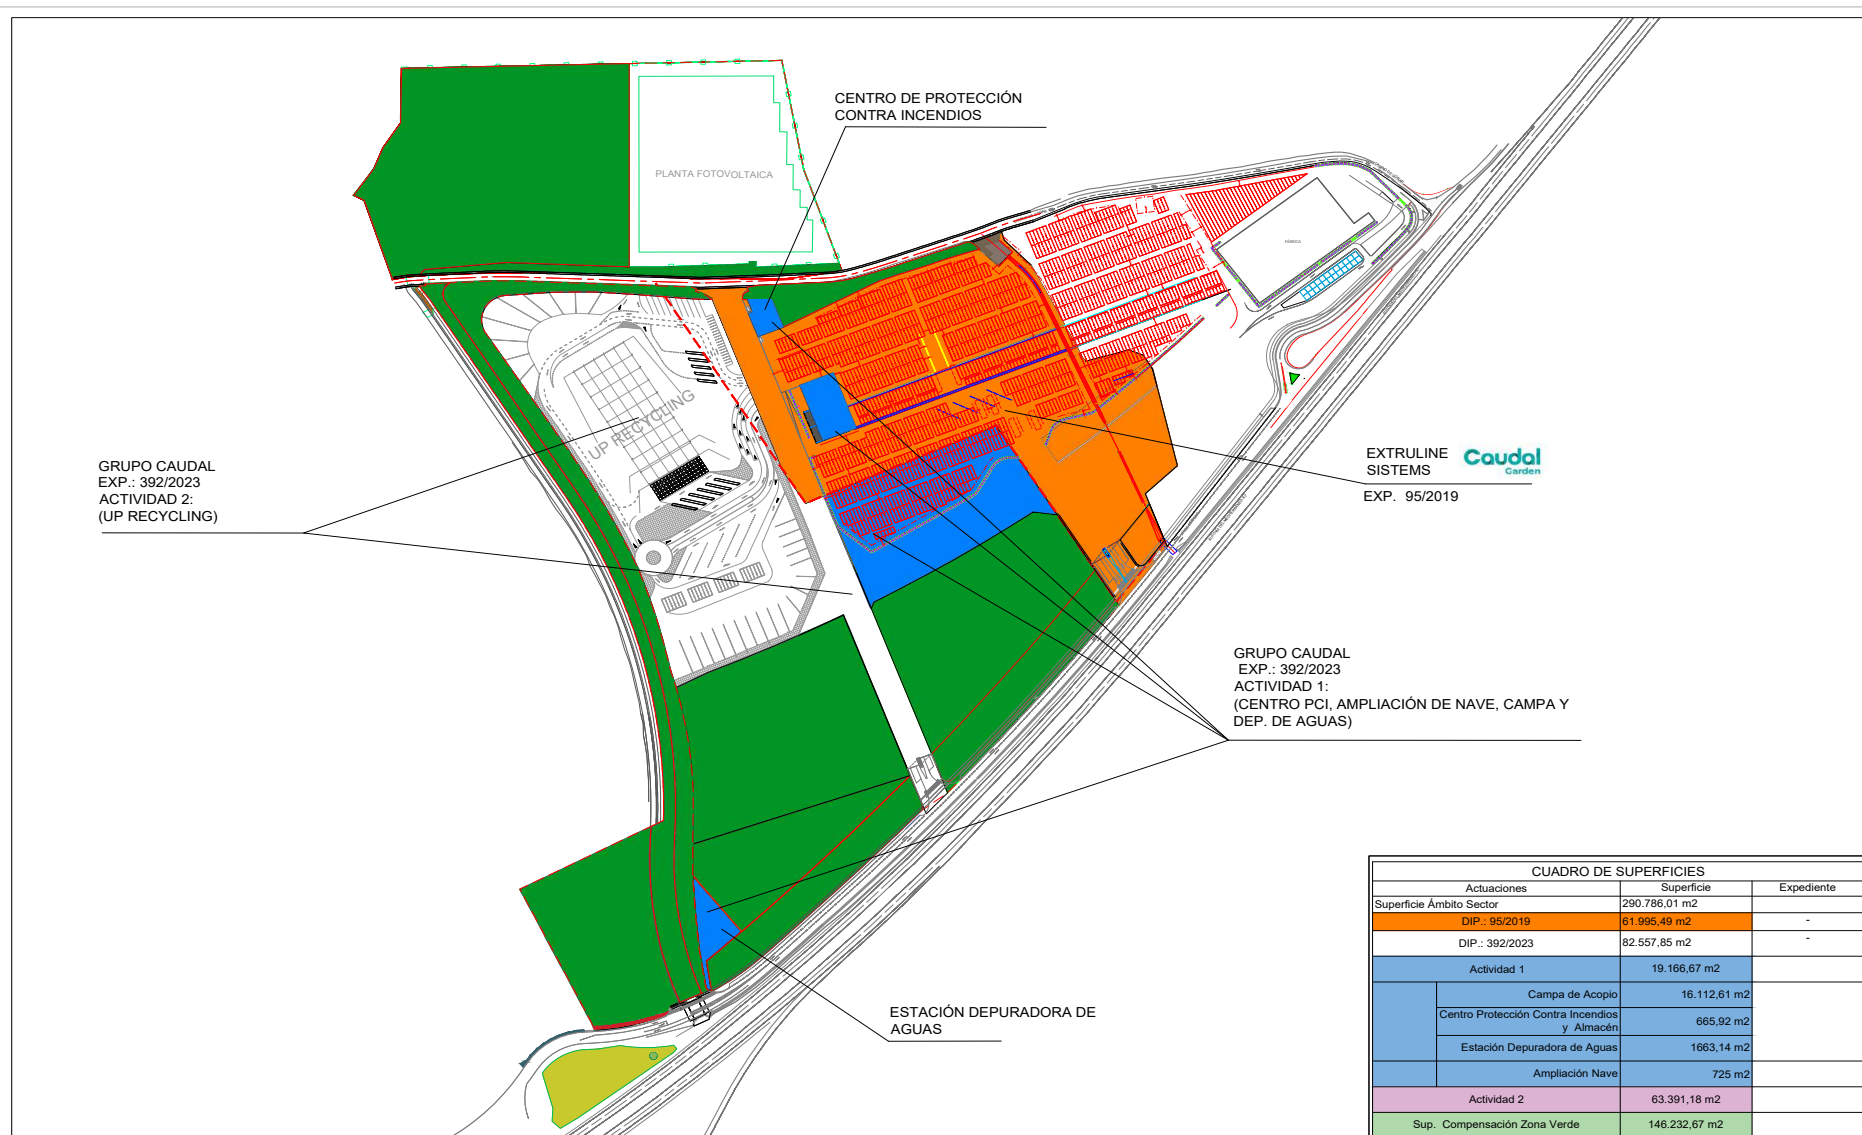 CENTRO DE PROTECCIÓN
CONTRA INCENDIOS
PLANTA FOTOVOLTAICA
FÁBRICA
UP RECYCLING
GRUPO CAUDAL
EXP.: 392/2023
ACTIVIDAD 2:
(UP RECYCLING)
EXTRULINE
SISTEMS
Caudal
Garden
EXP. 95/2019
GRUPO CAUDAL
EXP.: 392/2023
ACTIVIDAD 1:
(CENTRO PCI, AMPLIACIÓN DE NAVE, CAMPA Y
DEP. DE AGUAS)
ESTACIÓN DEPURADORA DE
AGUAS
CUADRO DE SUPERFICIES
Actuaciones Superficie Expediente
Superficie Ámbito Sector 290.786,01 m2
DIP.: 95/2019 61.995,49 m2 -
DIP.: 392/2023 82.557,85 m2 -
Actividad 1 19.166,67 m2
Campa de Acopio 16.112,61 m2
Centro Protección Contra Incendios
y Almacén 665,92 m2
Estación Depuradora de Aguas 1663,14 m2
Ampliación Nave 725 m2
Actividad 2 63.391,18 m2
Sup. Compensación Zona Verde 146.232,67 m2